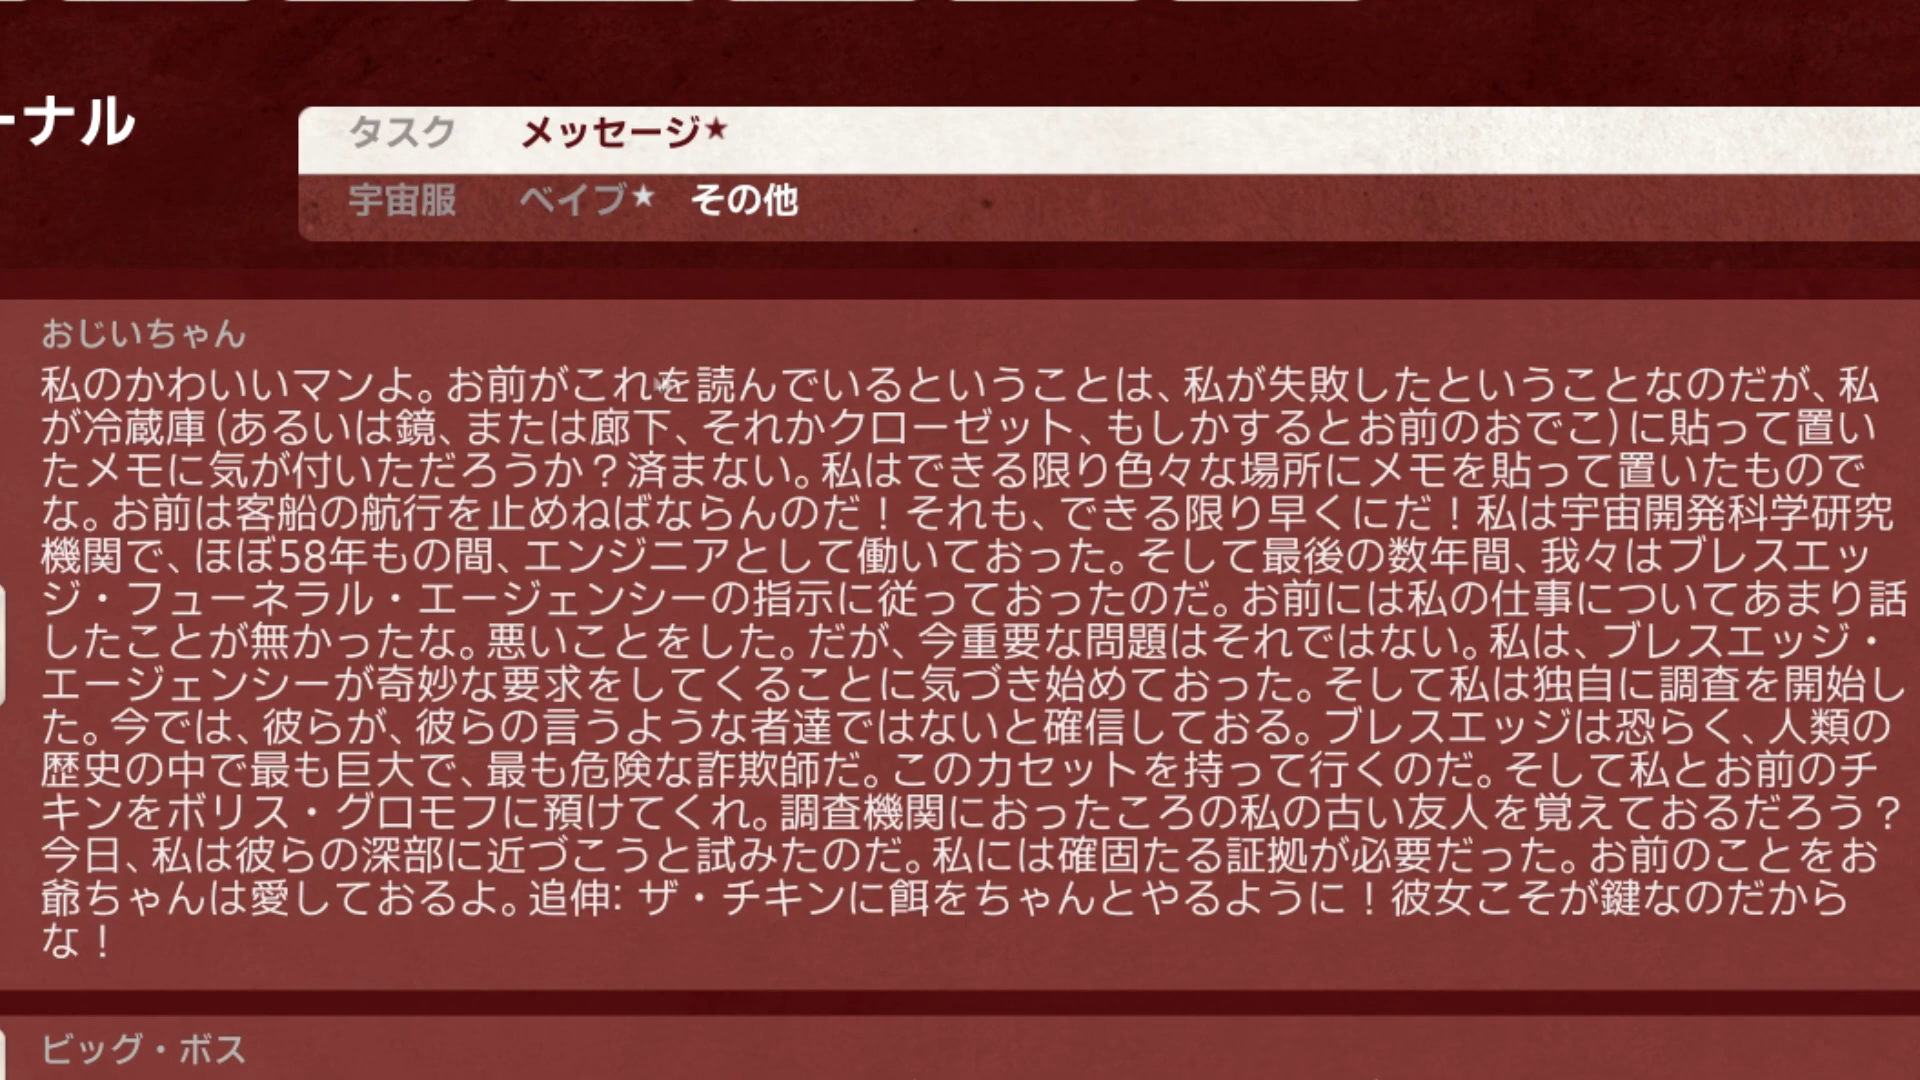 ーナル
タスク メッセージ★
宇宙服 ベイブ★ その他
おじいちゃん
私のかわいいマンよ。お前がこれを読んでいるということは、私が失敗したということなのだが、私
が冷蔵庫(あるいは鏡、または廊下、それかクローゼット、もしかするとお前のおでこ)に貼って置い
たメモに気が付いただろうか？済まない。私はできる限り色々な場所にメモを貼って置いたもので
な。お前は客船の航行を止めねばならんのだ！それも、できる限り早くにだ！私は宇宙開発科学研究
機関で、ほぼ58年もの間、エンジニアとして働いておった。そして最後の数年間、我々はブレスエッ
ジ・フューネラル・エージェンシーの指示に従っておったのだ。お前には私の仕事についてあまり話
したことが無かったな。悪いことをした。だが、今重要な問題はそれではない。私は、ブレスエッジ・
エージェンシーが奇妙な要求をしてくることに気づき始めておった。そして私は独自に調査を開始し
た。今では、彼らが、彼らの言うような者達ではないと確信しておる。ブレスエッジは恐らく、人類の
歴史の中で最も巨大で、最も危険な詐欺師だ。このカセットを持って行くのだ。そして私とお前のチ
キンをボリス・グロモフに預けてくれ。調査機関におったころの私の古い友人を覚えておるだろう？
今日、私は彼らの深部に近づこうと試みたのだ。私には確固たる証拠が必要だった。お前のことをお
爺ちゃんは愛しておるよ。追伸: ザ・チキンに餌をちゃんとやるように！彼女こそが鍵なのだから
な！
ビッグ・ボス